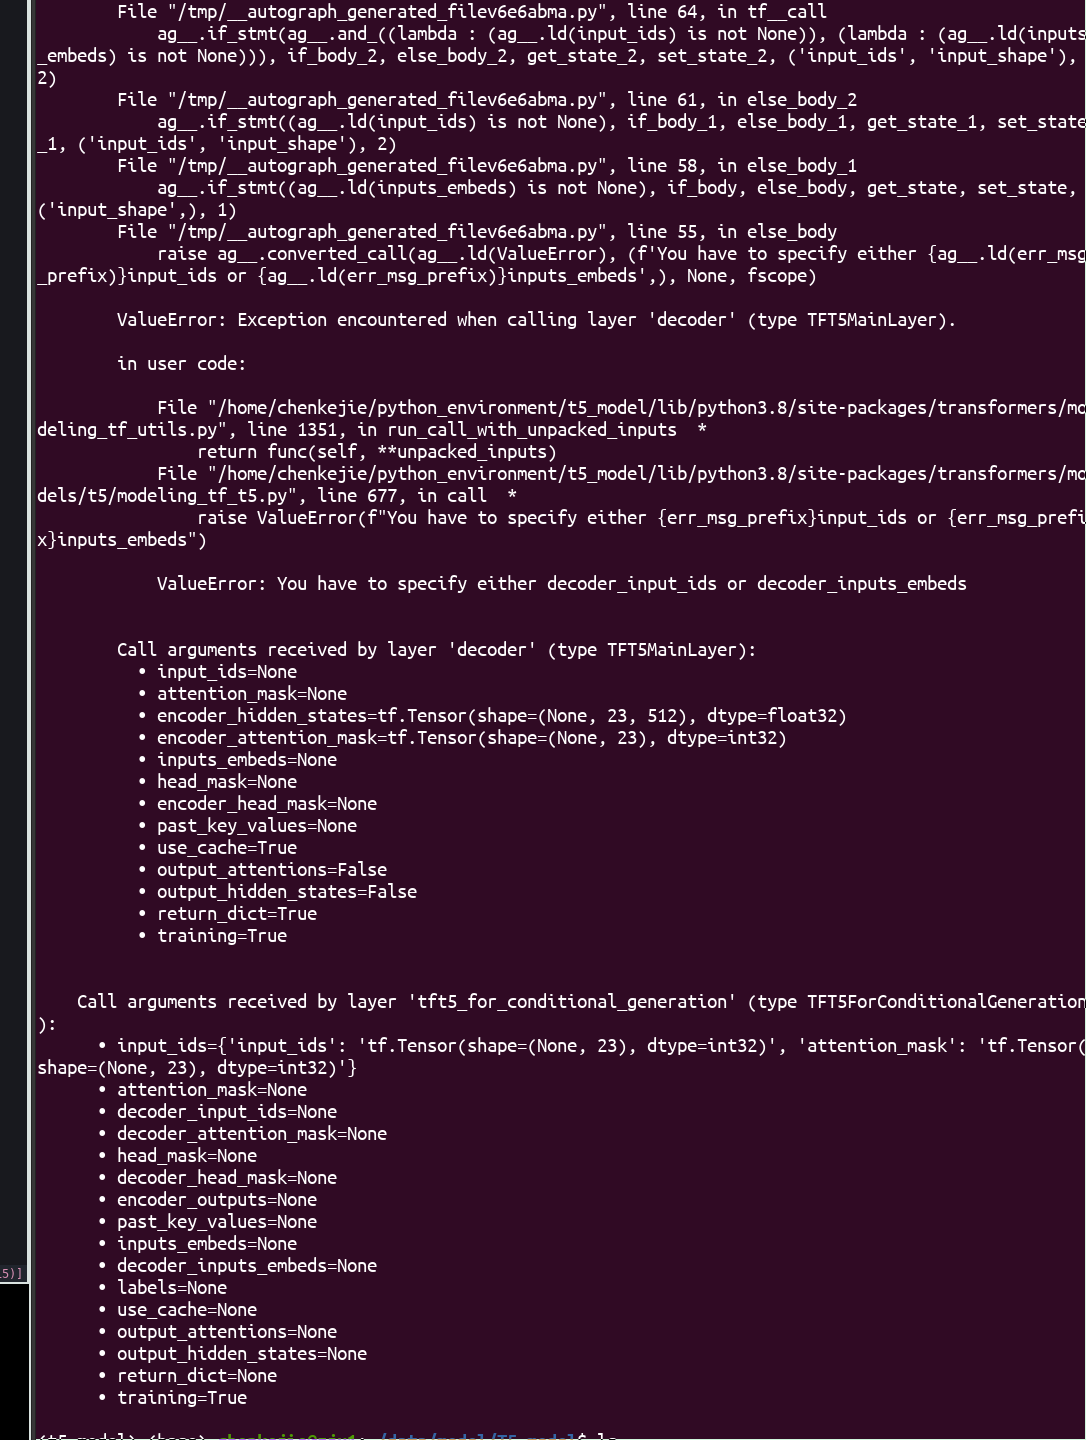 File "/tmp/__autograph_generated_filev6e6abma.py", line 64, in tf__call
ag__.if_stmt(ag__.and_((lambda : (ag__.ld(input_ids) is not None)), (lambda : (ag__.ld(inputs
_embeds) is not None))), if_body_2, else_body_2, get_state_2, set_state_2, ('input_ids', 'input_shape'),
2)
File "/tmp/__autograph_generated_filev6e6abma.py", line 61, in else_body_2
ag__.if_stmt((ag__.ld(input_ids) is not None), if_body_1, else_body_1, get_state_1, set_state
_1, ('input_ids', 'input_shape'), 2)
File "/tmp/__autograph_generated_filev6e6abma.py", line 58, in else_body_1
ag__.if_stmt((ag__.ld(inputs_embeds) is not None), if_body, else_body, get_state, set_state,
('input_shape',), 1)
File "/tmp/__autograph_generated_filev6e6abma.py", line 55, in else_body
raise ag__.converted_call(ag__.ld(ValueError), (f'You have to specify either {ag__.ld(err_msg
_prefix)}input_ids or {ag__.ld(err_msg_prefix)}inputs_embeds',), None, fscope)
ValueError: Exception encountered when calling layer 'decoder' (type TFT5MainLayer).
in user code:
File "/home/chenkejie/python_environment/t5_model/lib/python3.8/site-packages/transformers/mo
deling_tf_utils.py", line 1351, in run_call_with_unpacked_inputs  *
return func(self, **unpacked_inputs)
File "/home/chenkejie/python_environment/t5_model/lib/python3.8/site-packages/transformers/mo
dels/t5/modeling_tf_t5.py", line 677, in call  *
raise ValueError(f"You have to specify either {err_msg_prefix}input_ids or {err_msg_prefi
x}inputs_embeds")
ValueError: You have to specify either decoder_input_ids or decoder_inputs_embeds
Call arguments received by layer 'decoder' (type TFT5MainLayer):
• input_ids=None
• attention_mask=None
• encoder_hidden_states=tf.Tensor(shape=(None, 23, 512), dtype=float32)
• encoder_attention_mask=tf.Tensor(shape=(None, 23), dtype=int32)
• inputs_embeds=None
• head_mask=None
• encoder_head_mask=None
• past_key_values=None
• use_cache=True
• output_attentions=False
• output_hidden_states=False
• return_dict=True
• training=True
Call arguments received by layer 'tft5_for_conditional_generation' (type TFT5ForConditionalGeneration
):
• input_ids={'input_ids': 'tf.Tensor(shape=(None, 23), dtype=int32)', 'attention_mask': 'tf.Tensor(
shape=(None, 23), dtype=int32)'}
• attention_mask=None
• decoder_input_ids=None
• decoder_attention_mask=None
• head_mask=None
• decoder_head_mask=None
• encoder_outputs=None
• past_key_values=None
• inputs_embeds=None
• decoder_inputs_embeds=None
• labels=None
• use_cache=None
• output_attentions=None
• output_hidden_states=None
• return_dict=None
• training=True
5)]